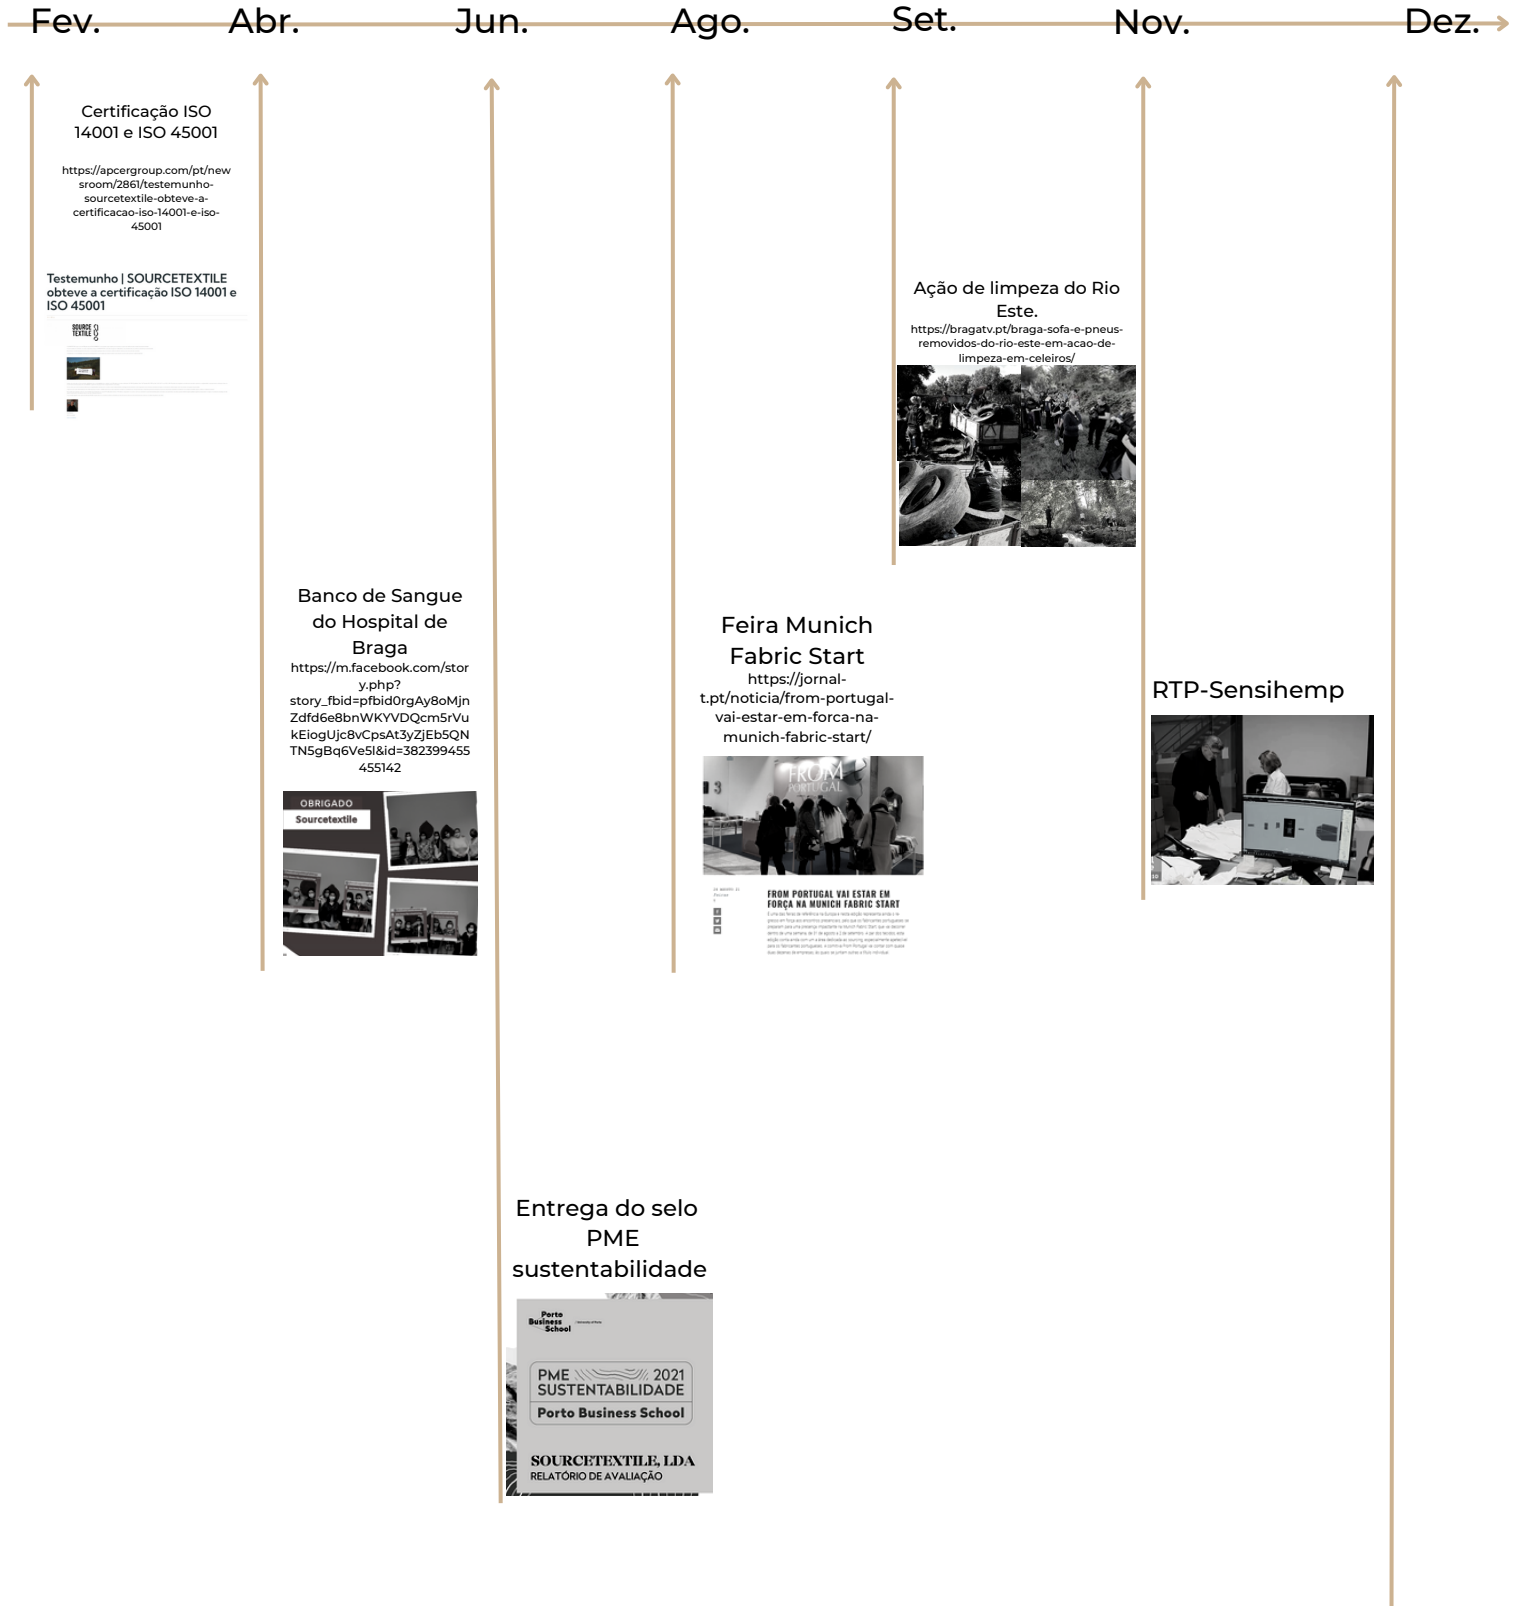 Fev.
Abr.
Jun.
Ago.
Set.
Nov.
Dez.
Certificação ISO
14001 e ISO 45001
https://apcergroup.com/pt/new
sroom/2861/testemunho-
sourcetextile-obteve-a-
certificacao-iso-14001-e-iso-
45001
Testemunho | SOURCETEXTILE
obteve a certificação ISO 14001 e
ISO 45001
SOURCE
TEXTILE
Banco de Sangue
do Hospital de
Braga
https://m.facebook.com/stor
y.php?
story_fbid=pfbid0rgAy8oMjn
Zdfd6e8bnWKYVDQcm5rVu
kEiogUjc8vCpsAt3yZjEb5QN
TN5gBq6Ve5l&id=382399455
455142
OBRIGADO
Sourcetextile
Entrega do selo
PME
sustentabilidade
Porto
Business
School
PME 2021
SUSTENTABILIDADE
Porto Business School
SOURCETEXTILE, LDA
RELATÓRIO DE AVALIAÇÃO
Feira Munich
Fabric Start
https://jornal-
t.pt/noticia/from-portugal-
vai-estar-em-forca-na-
munich-fabric-start/
FROM
PORTUGAL
3
FROM PORTUGAL VAI ESTAR EM
FORÇA NA MUNICH FABRIC START
Ação de limpeza do Rio
Este.
https://bragatv.pt/braga-sofa-e-pneus-
removidos-do-rio-este-em-acao-de-
limpeza-em-celeiros/
RTP-Sensihemp